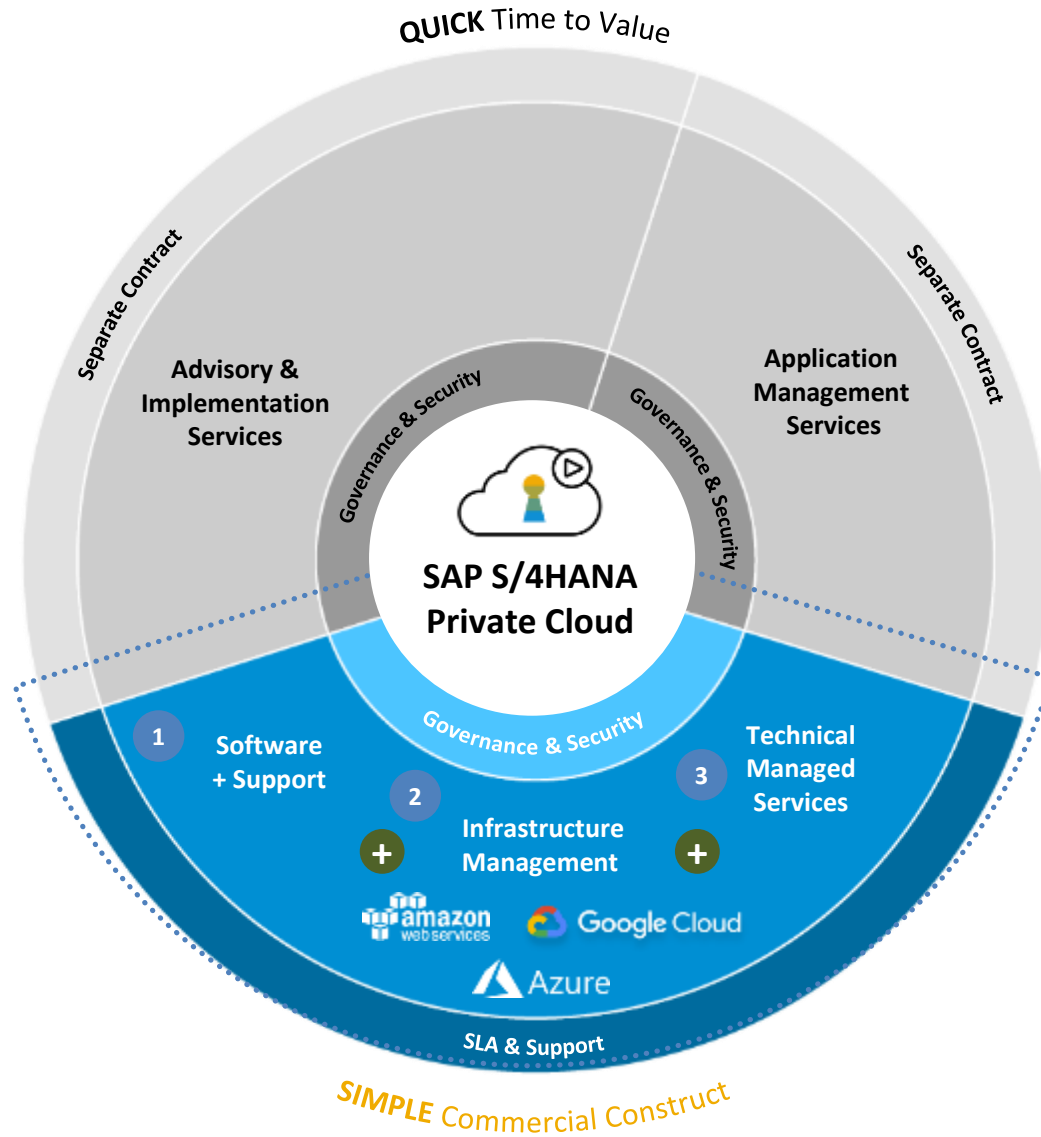 QUICK Time to Value
Separate Contract
Separate Contract
Advisory &
Implementation
Services
Application
Management
Services
Governance & Security
Governance & Security
SAP S/4HANA
Private Cloud
Governance & Security
1
Software
+ Support
2
3
Technical
Managed
Services
+
Infrastructure
Management
+
amazon
webservices
Google Cloud
Azure
SLA & Support
SIMPLE Commercial Construct